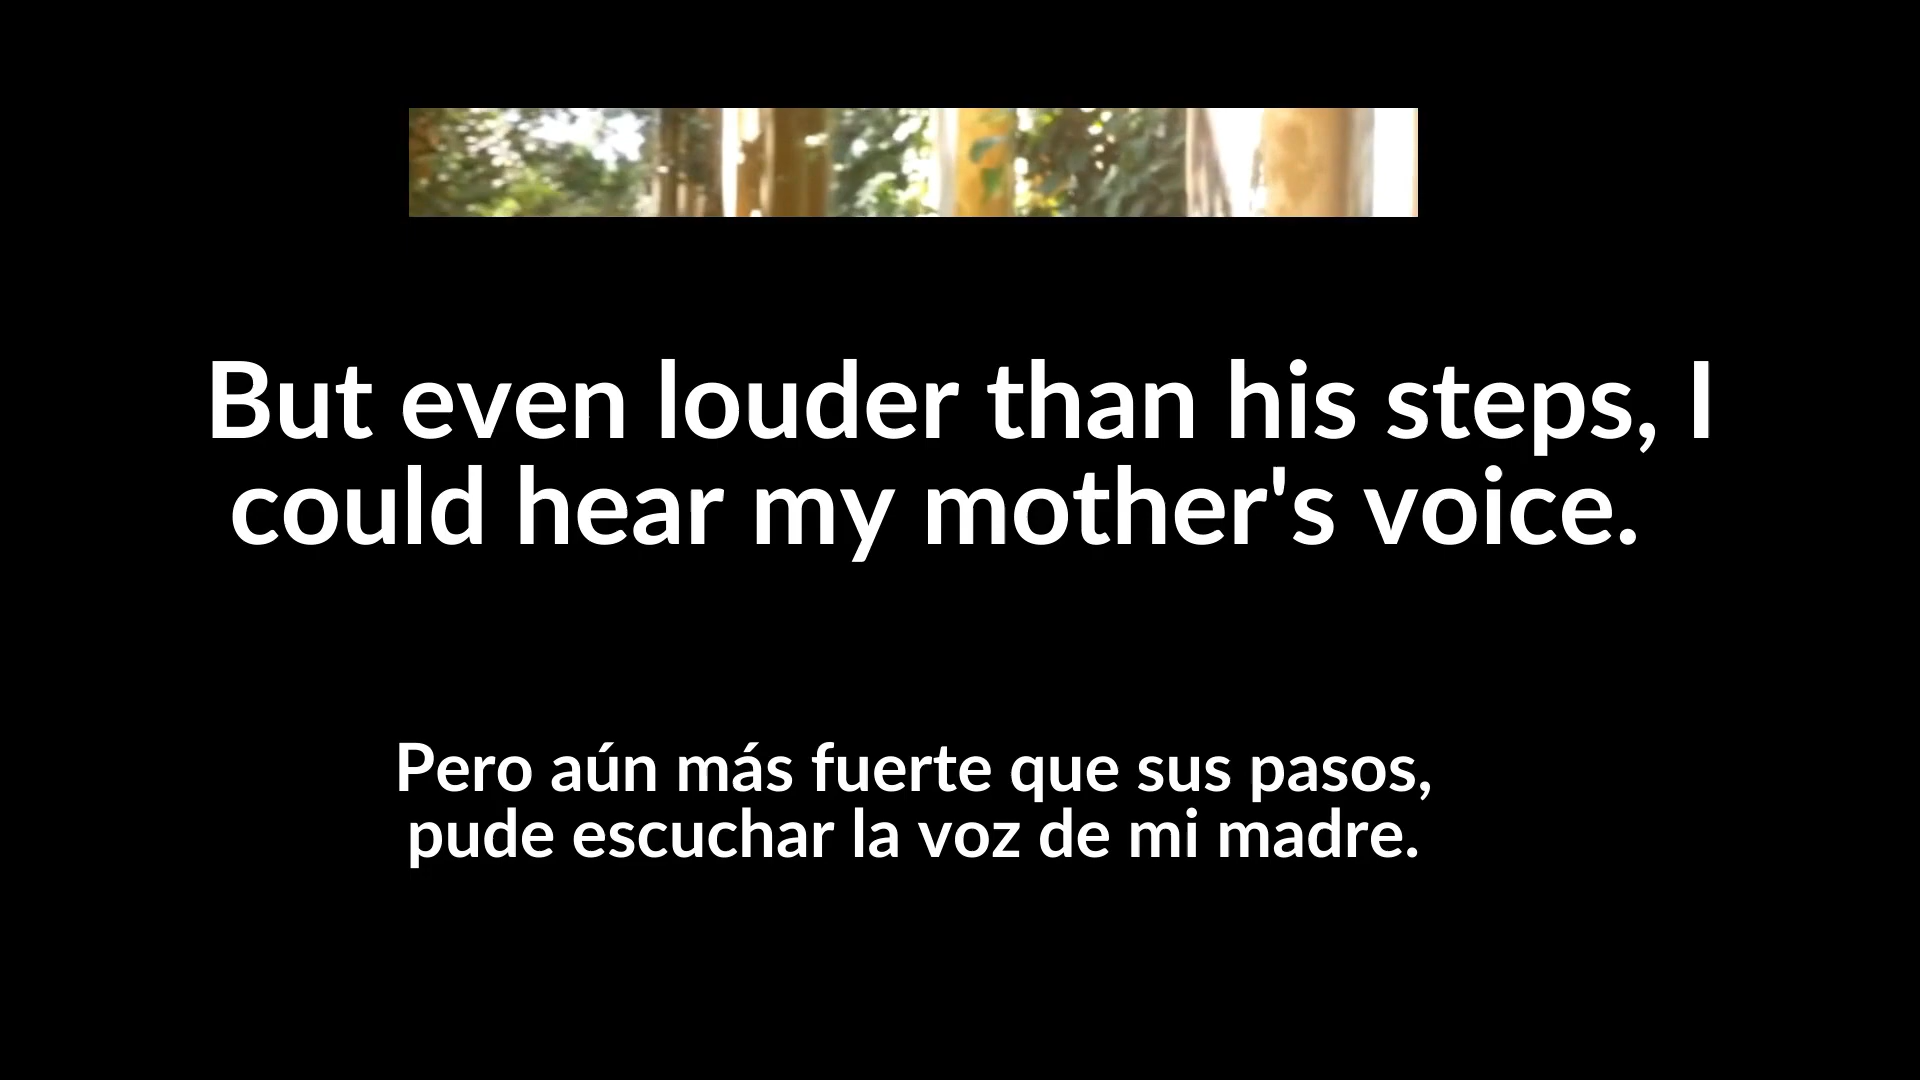 But even louder than his steps, I
could hear my mother's voice.
Pero aún más fuerte que sus pasos,
pude escuchar la voz de mi madre.